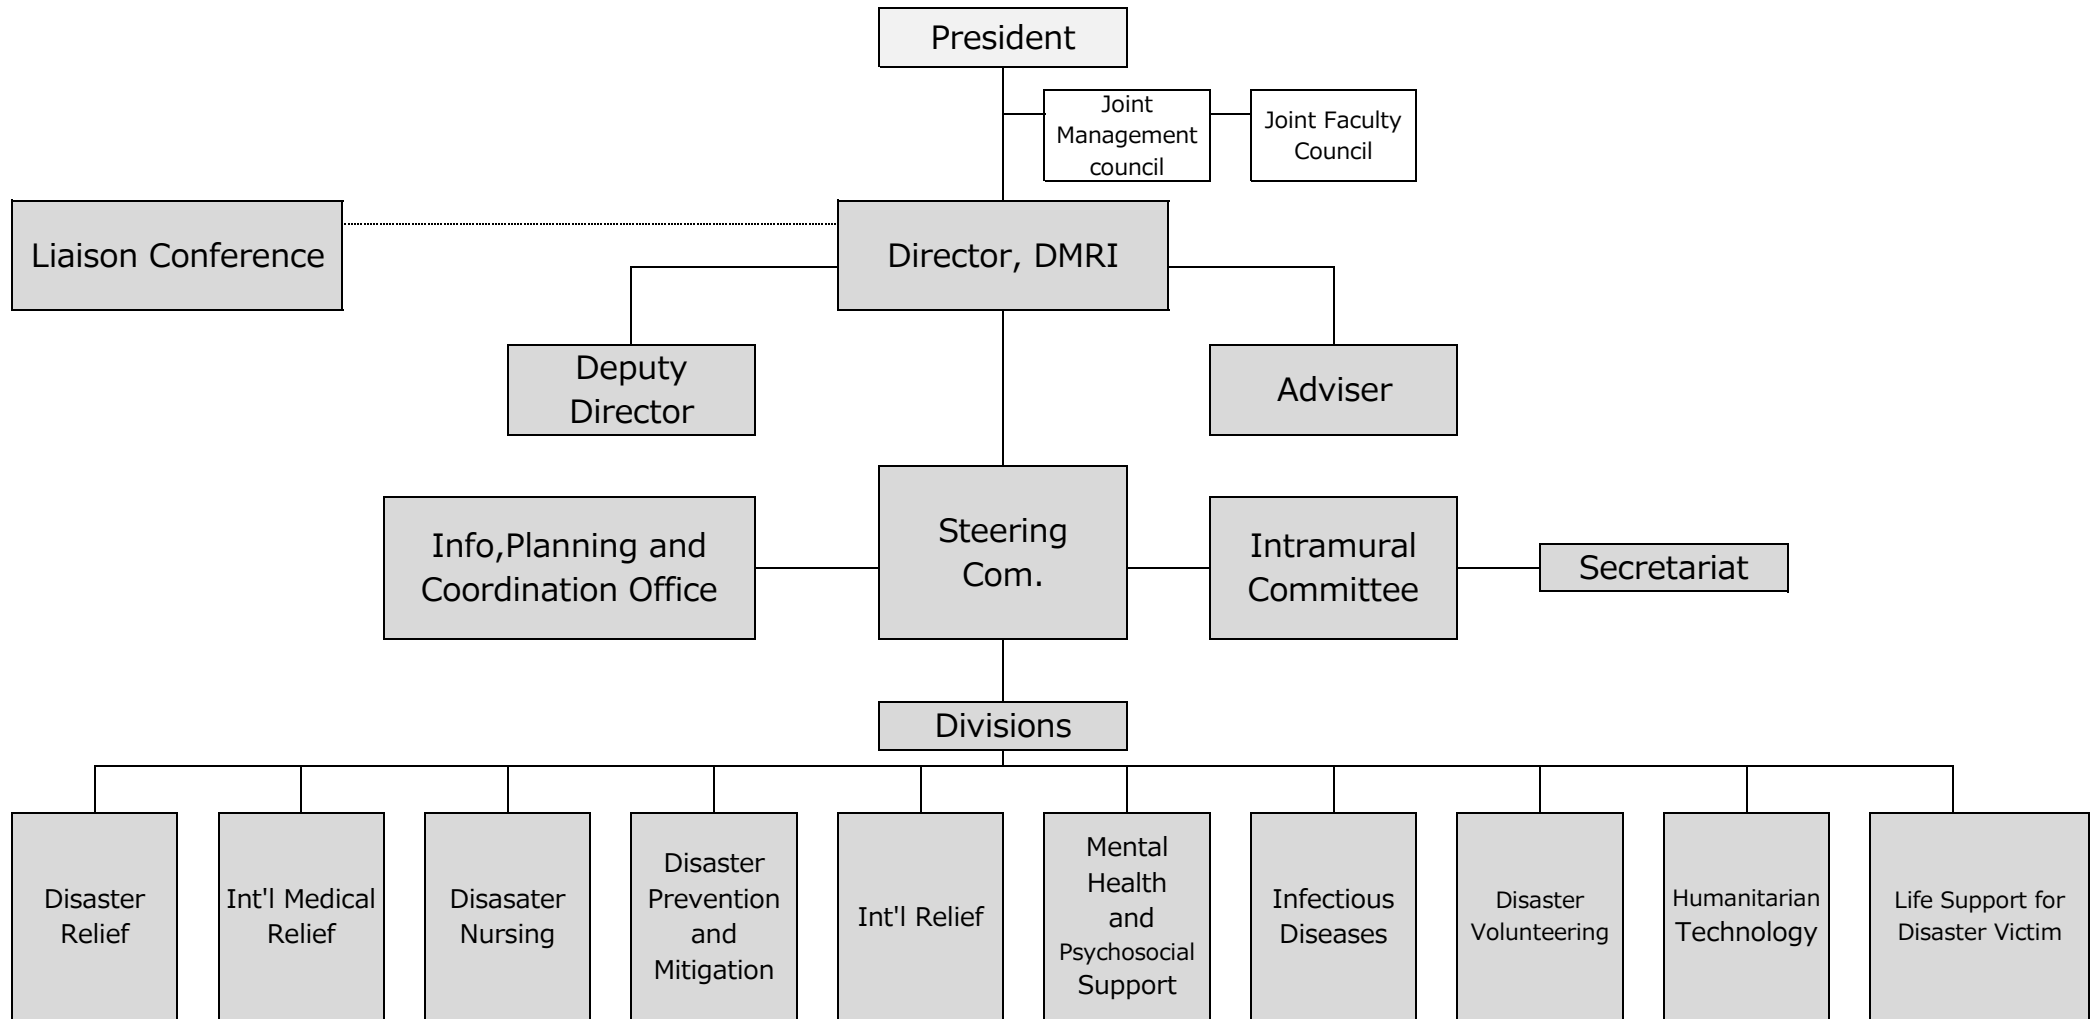 President
Joint
Management
council
Joint Faculty
Council
Liaison Conference
Director, DMRI
Deputy
Director
Adviser
Info,Planning and
Coordination Office
Steering
Com.
Intramural
Committee
Secretariat
Divisions
Disaster
Relief
Int'l Medical
Relief
Disasater
Nursing
Disaster
Prevention
and
Mitigation
Int'l Relief
Mental
Health
and
Psychosocial
Support
Infectious
Diseases
Disaster
Volunteering
Humanitarian
Technology
Life Support for
Disaster Victim